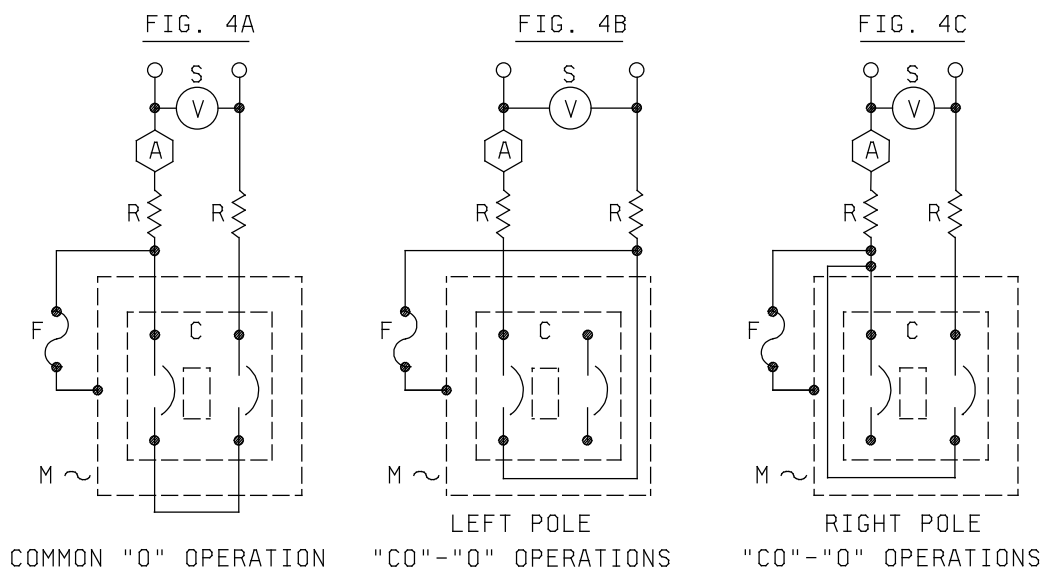 FIG. 4A
FIG. 4B
FIG. 4C
S
S
S
V
V
V
A
A
A
R
R
R
R
R
R
F
C
F
C
F
C
M
M
M
LEFT POLE
RIGHT POLE
COMMON "O" OPERATION
"CO"-"O" OPERATIONS
"CO"-"O" OPERATIONS